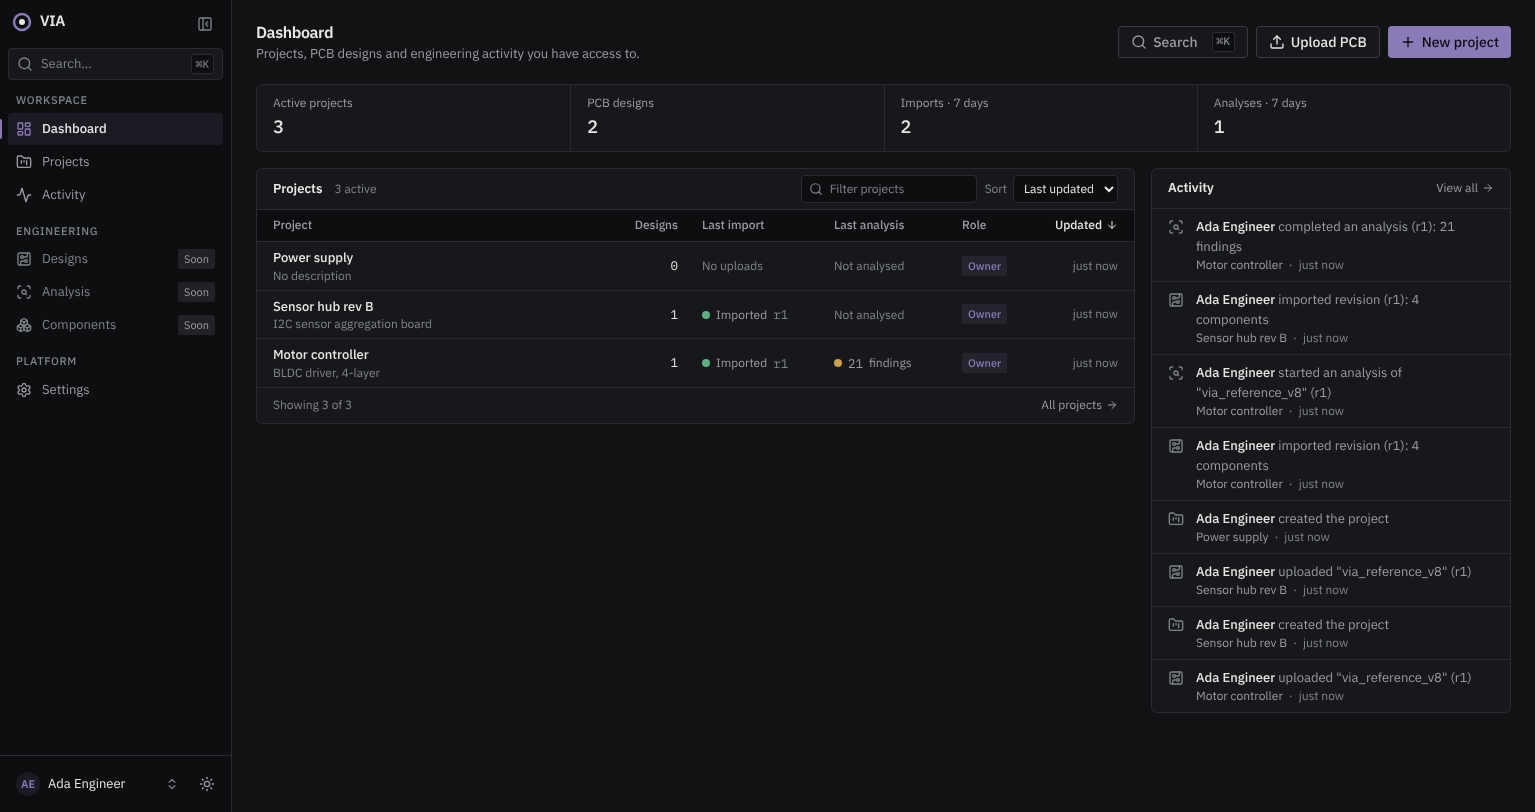 VIA
Search...
⌘K
WORKSPACE
Dashboard
Projects
Activity
ENGINEERING
Designs Soon
Analysis Soon
Components Soon
PLATFORM
Settings
AE Ada Engineer
Dashboard
Projects, PCB designs and engineering activity you have access to.
Search ⌘K
Upload PCB
New project
Active projects
3
PCB designs
2
Imports · 7 days
2
Analyses · 7 days
1
Projects 3 active
Filter projects
Sort Last updated
Project Designs Last import Last analysis Role Updated ↓
Power supply
No description
0 No uploads Not analysed Owner just now
Sensor hub rev B
I2C sensor aggregation board
1 Imported r1 Not analysed Owner just now
Motor controller
BLDC driver, 4-layer
1 Imported r1 21 findings Owner just now
Showing 3 of 3
All projects →
Activity
View all →
Ada Engineer completed an analysis (r1): 21
findings
Motor controller · just now
Ada Engineer imported revision (r1): 4
components
Sensor hub rev B · just now
Ada Engineer started an analysis of
"via_reference_v8" (r1)
Motor controller · just now
Ada Engineer imported revision (r1): 4
components
Motor controller · just now
Ada Engineer created the project
Power supply · just now
Ada Engineer uploaded "via_reference_v8" (r1)
Sensor hub rev B · just now
Ada Engineer created the project
Sensor hub rev B · just now
Ada Engineer uploaded "via_reference_v8" (r1)
Motor controller · just now